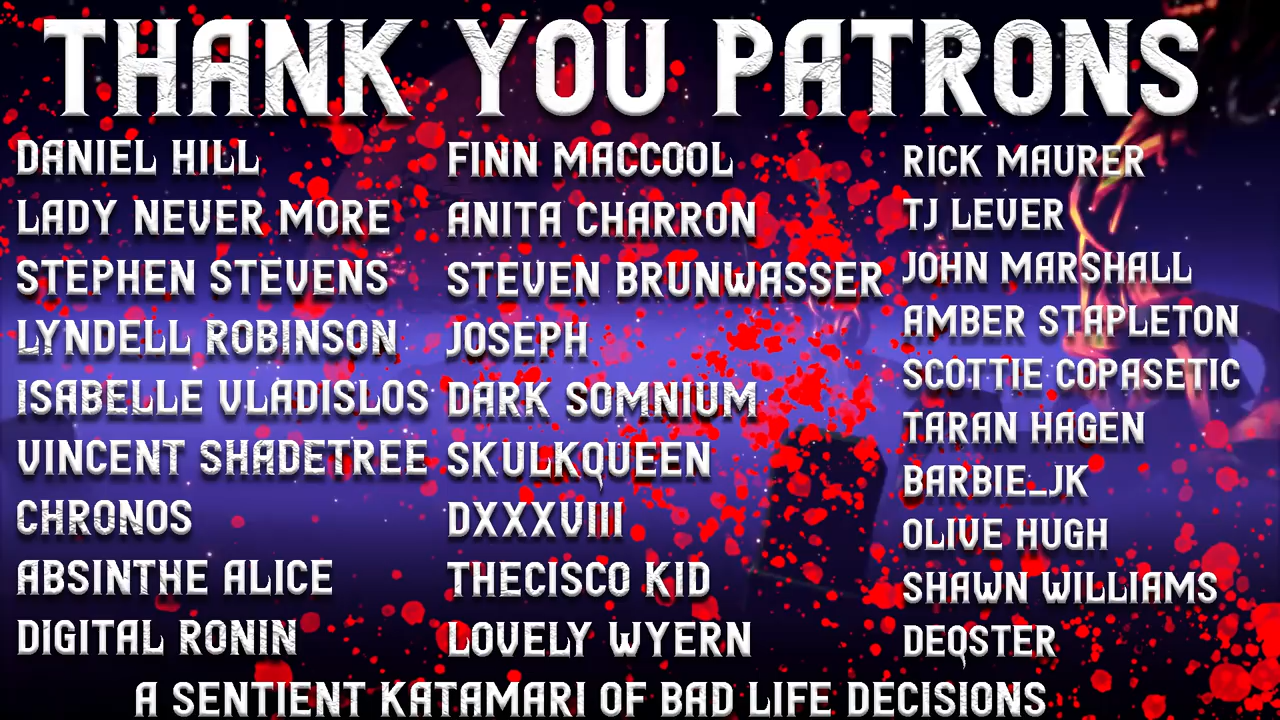 THANK YOU PATRONS
DANIEL HILL
LADY NEVER MORE
STEPHEN STEVENS
LYNDELL ROBINSON
ISABELLE VLADISLOS
VINCENT SHADETREE
CHRONOS
ABSINTHE ALICE
DIGITAL RONIN
FINN MACCOOL
ANITA CHARRON
STEVEN BRUNWASSER
JOSEPH
DARK SOMNIUM
SKULKQUEEN
DXXXVIII
THECISCO KID
LOVELY WYERN
RICK MAURER
TJ LEVER
JOHN MARSHALL
AMBER STAPLETON
SCOTTIE COPASETIC
TARAN HAGEN
BARBIE_JK
OLIVE HUGH
SHAWN WILLIAMS
DEQSTER
A SENTIENT KATAMARI OF BAD LIFE DECISIONS